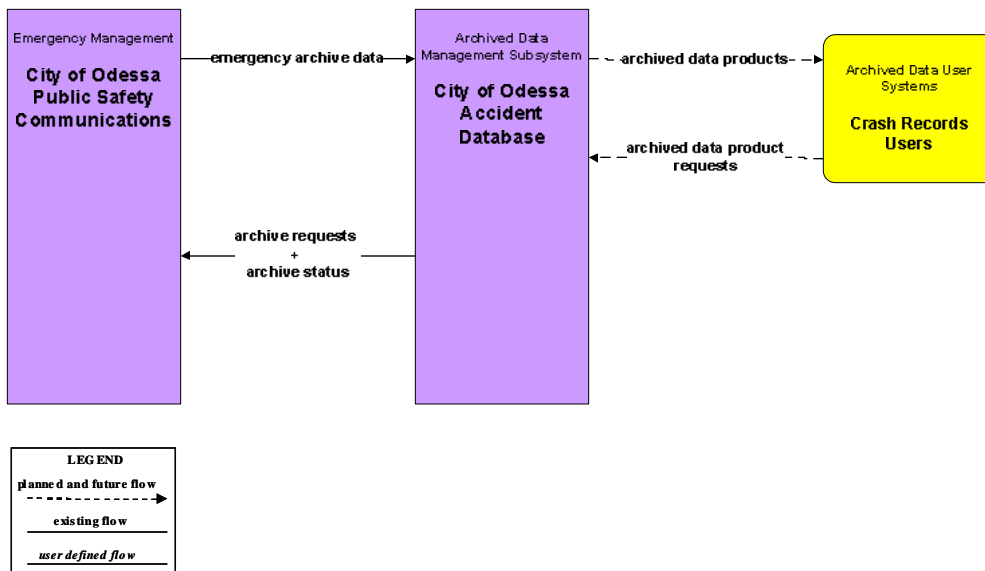 Emergency Management
City of Odessa
Public Safety
Communications
emergency archive data
Archived Data
Management Subsystem
City of Odessa
Accident
Database
archived data products
Archived Data User
Systems
Crash Records
Users
archived data product
requests
archive requests
+
archive status
LEGEND
planned and future flow
existing flow
user defined flow